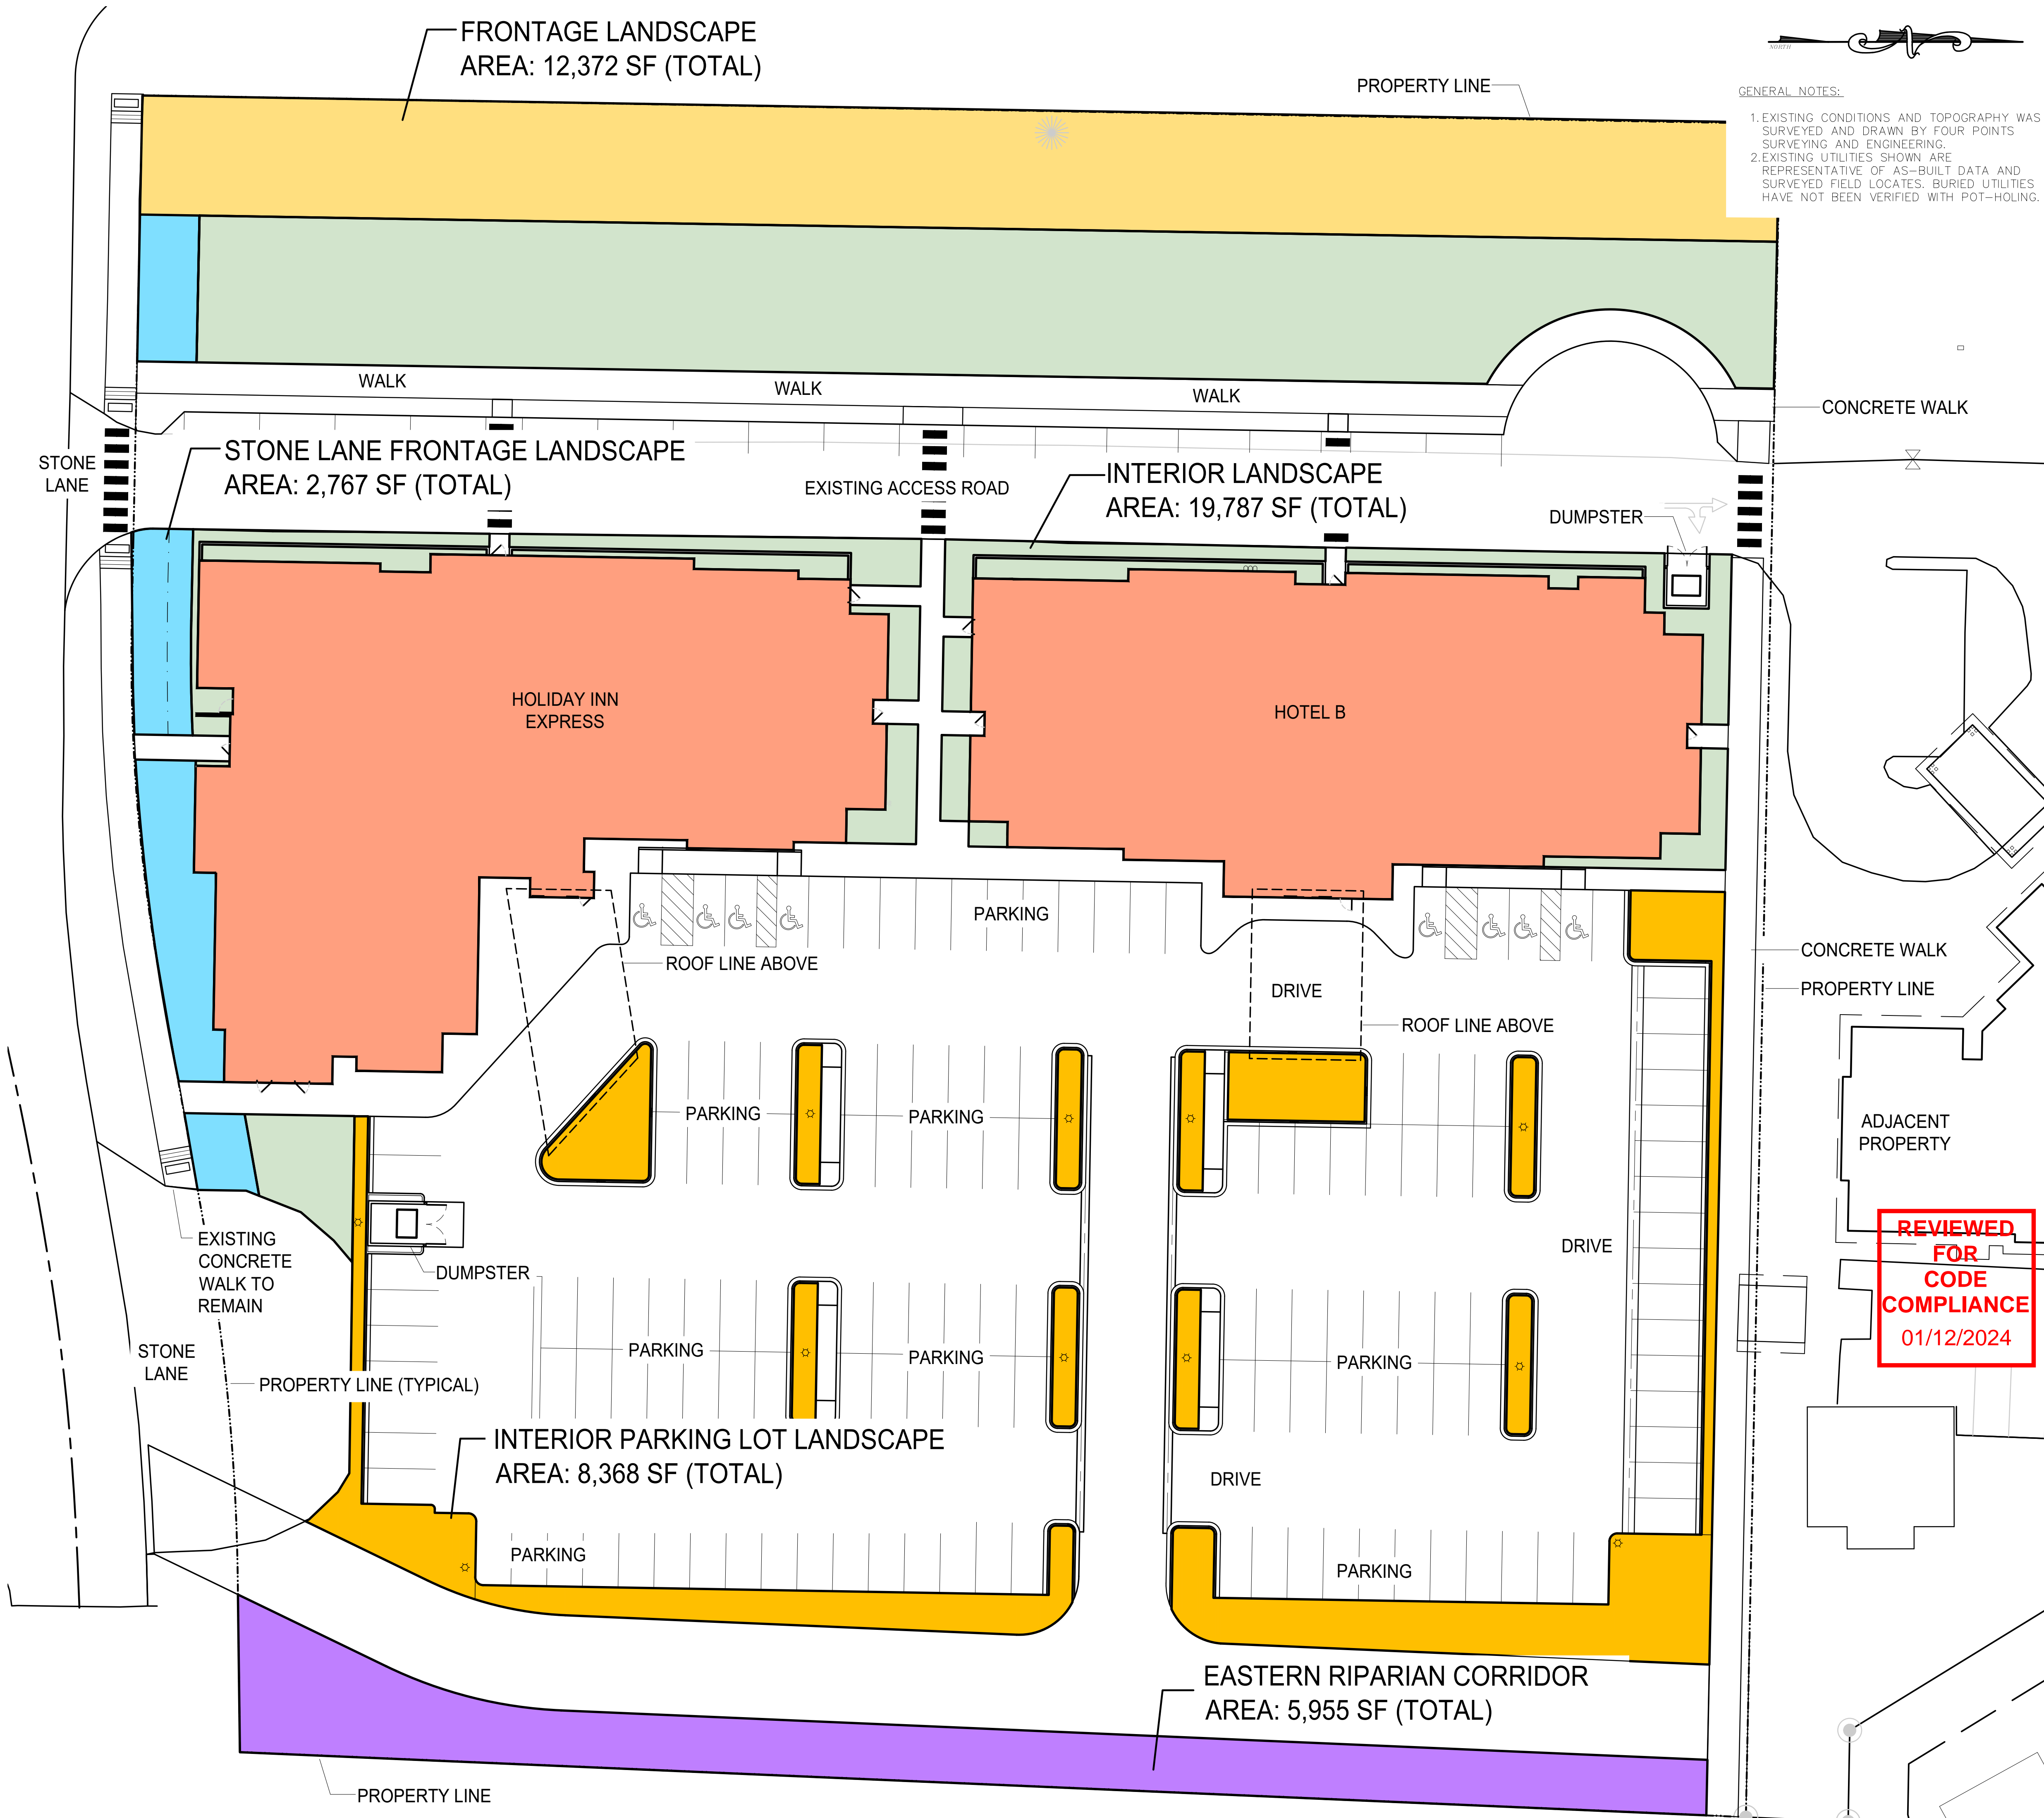 FRONTAGE LANDSCAPE
AREA: 12,372 SF (TOTAL)
NORTH
PROPERTY LINE
GENERAL NOTES:
1. EXISTING CONDITIONS AND TOPOGRAPHY WAS
SURVEYED AND DRAWN BY FOUR POINTS
SURVEYING AND ENGINEERING.
2. EXISTING UTILITIES SHOWN ARE
REPRESENTATIVE OF AS-BUILT DATA AND
SURVEYED FIELD LOCATES. BURIED UTILITIES
HAVE NOT BEEN VERIFIED WITH POT-HOLING.
WALK
WALK
WALK
CONCRETE WALK
STONE
LANE
STONE LANE FRONTAGE LANDSCAPE
AREA: 2,767 SF (TOTAL)
EXISTING ACCESS ROAD
INTERIOR LANDSCAPE
AREA: 19,787 SF (TOTAL)
DUMPSTER
HOLIDAY INN
EXPRESS
HOTEL B
PARKING
ROOF LINE ABOVE
DRIVE
CONCRETE WALK
PROPERTY LINE
ROOF LINE ABOVE
PARKING
PARKING
ADJACENT
PROPERTY
EXISTING
CONCRETE
WALK TO
REMAIN
DUMPSTER
DRIVE
REVIEWED
FOR
CODE
COMPLIANCE
01/12/2024
STONE
LANE
PARKING
PARKING
PARKING
PROPERTY LINE (TYPICAL)
INTERIOR PARKING LOT LANDSCAPE
AREA: 8,368 SF (TOTAL)
DRIVE
PARKING
PARKING
EASTERN RIPARIAN CORRIDOR
AREA: 5,955 SF (TOTAL)
PROPERTY LINE